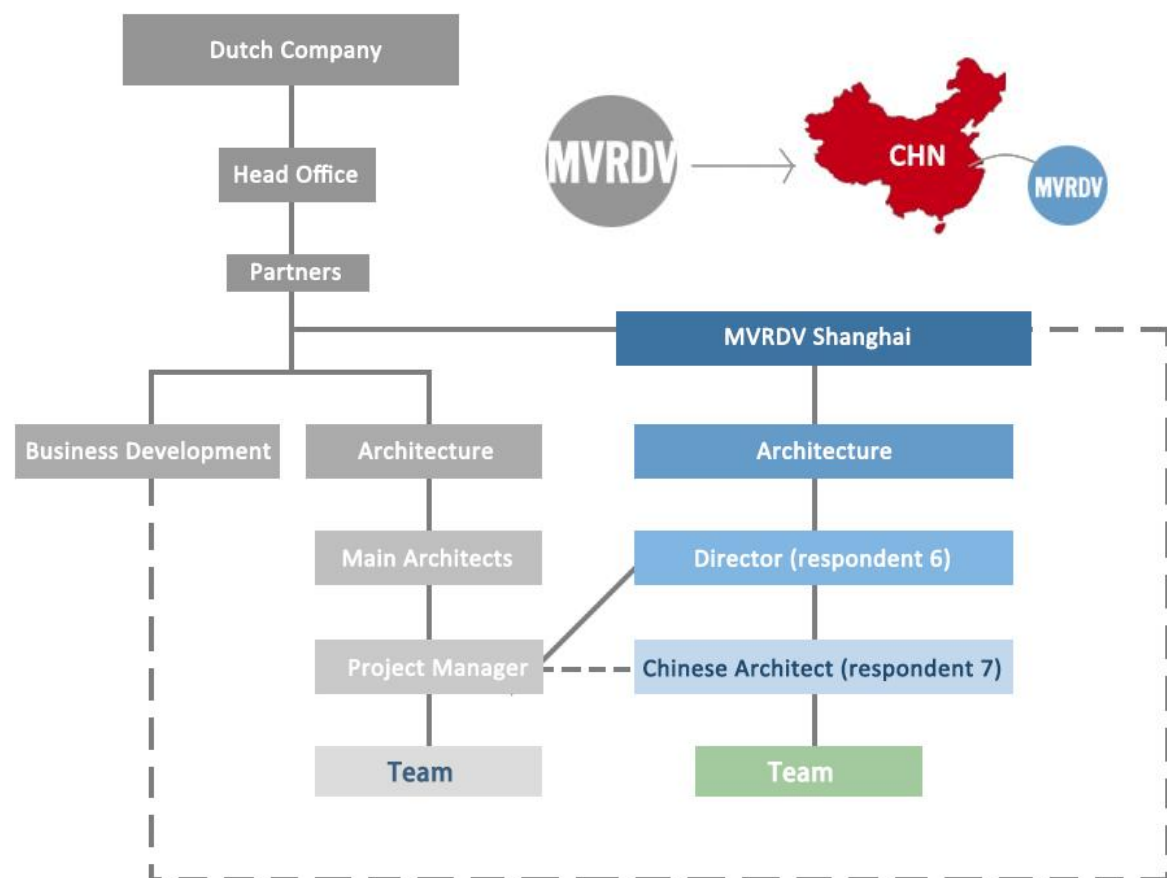 Dutch Company
MVRDV
CHN
MVRDV
Head Office
Partners
MVRDV Shanghai
Business Development
Architecture
Architecture
Main Architects
Director (respondent 6)
Project Manager
Chinese Architect (respondent 7)
Team
Team